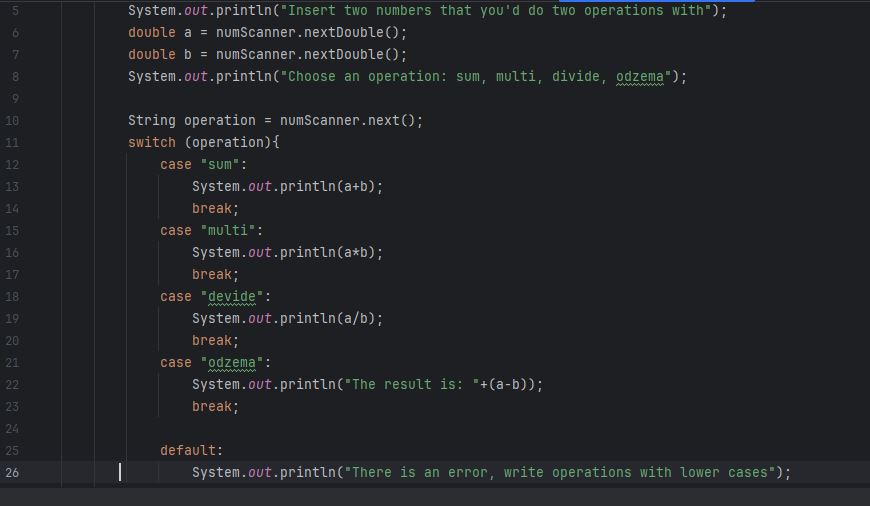 5 System.out.println("Insert two numbers that you'd do two operations with");
6 double a = numScanner.nextDouble();
7 double b = numScanner.nextDouble();
8 System.out.println("Choose an operation: sum, multi, divide, odzema");
9
10 String operation = numScanner.next();
11 switch (operation){
12 case "sum":
13 System.out.println(a+b);
14 break;
15 case "multi":
16 System.out.println(a*b);
17 break;
18 case "devide":
19 System.out.println(a/b);
20 break;
21 case "odzema":
22 System.out.println("The result is: "+(a-b));
23 break;
24
25 default:
26 System.out.println("There is an error, write operations with lower cases");